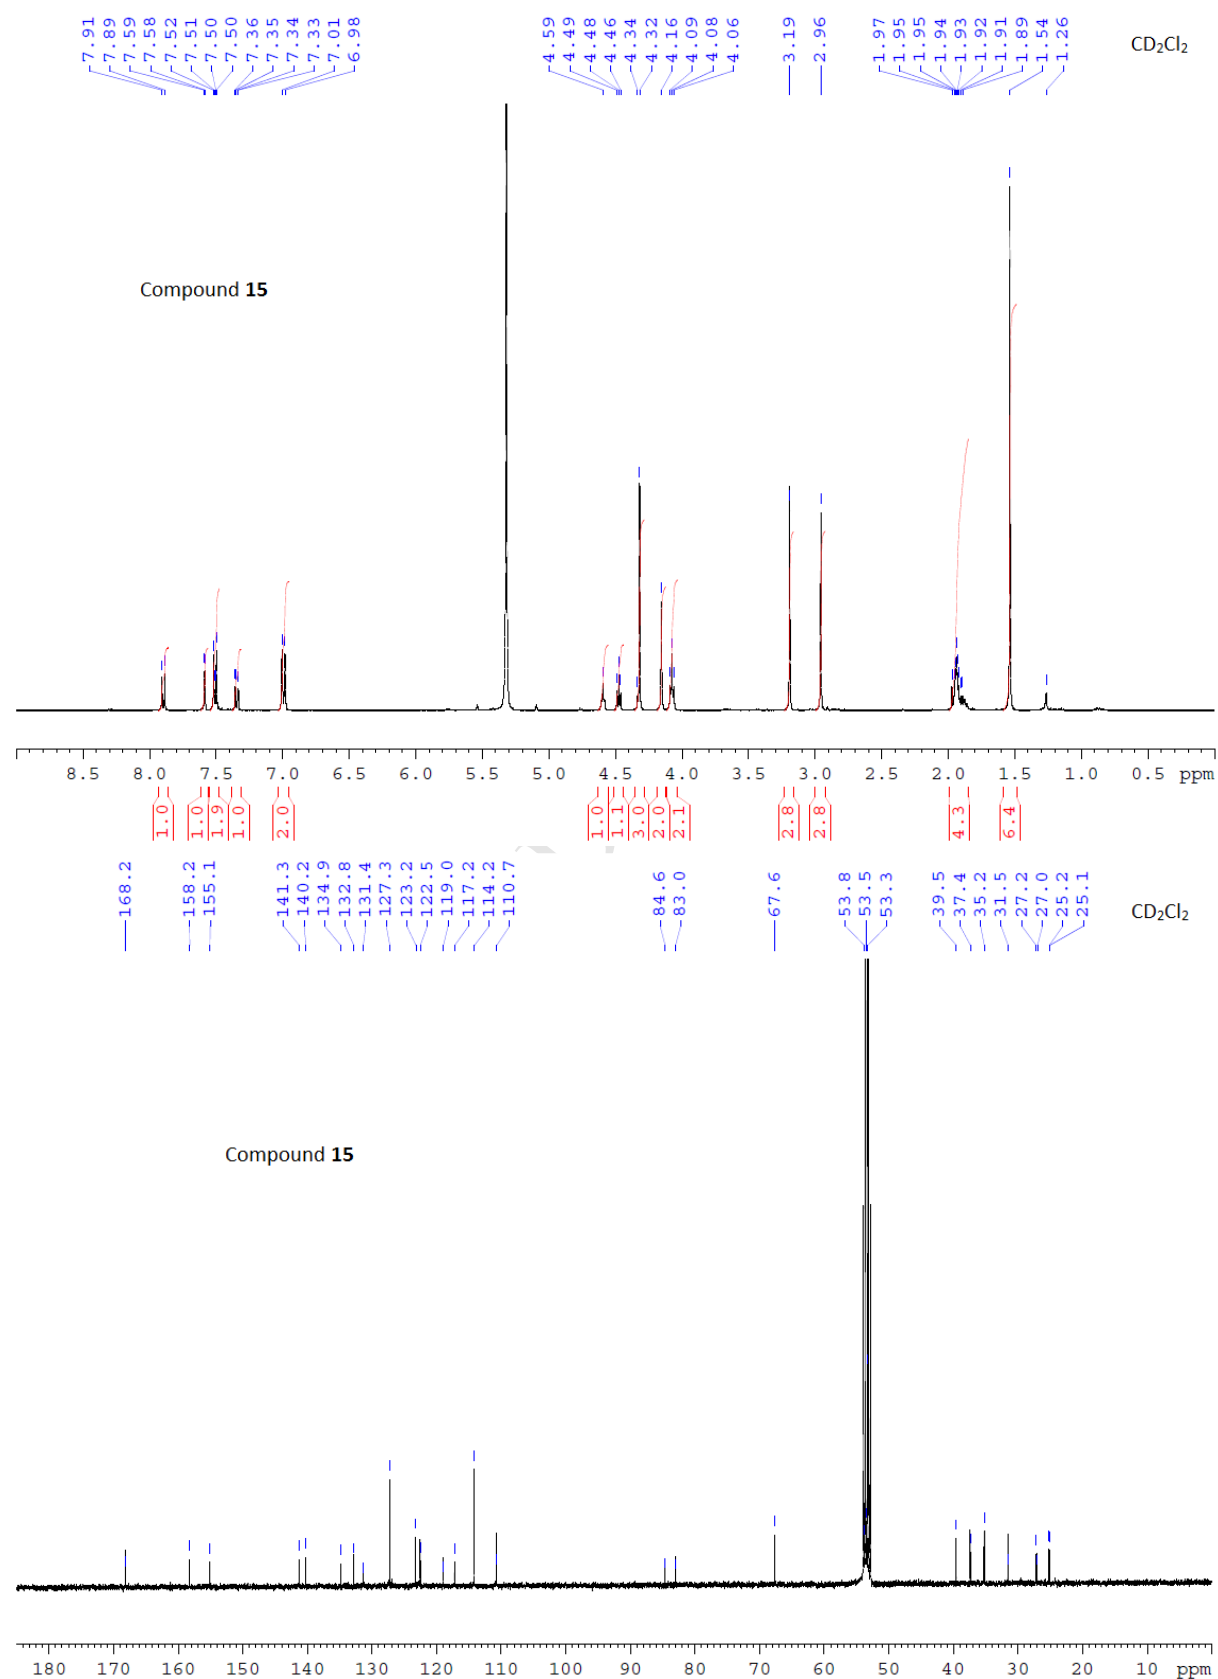 7.91 7.89 7.59 7.58 7.52 7.51 7.50 7.50 7.36 7.35 7.34 7.33 7.01 6.98 4.59 4.49 4.48 4.46 4.34 4.32 4.16 4.09 4.08 4.06 3.19 2.96 1.97 1.95 1.95 1.94 1.93 1.92 1.91 1.89 1.54 1.26
CD₂Cl₂
Compound 15
8.5 8.0 7.5 7.0 6.5 6.0 5.5 5.0 4.5 4.0 3.5 3.0 2.5 2.0 1.5 1.0 0.5 ppm
1.0 1.0 1.9 1.0 2.0 1.0 1.1 3.0 2.0 2.1 2.8 2.8 4.3 6.4
168.2 158.2 155.1 141.3 140.2 134.9 132.8 131.4 127.3 123.2 122.5 119.0 117.2 114.2 110.7 84.6 83.0 67.6 53.8 53.5 53.3 39.5 37.4 35.2 31.5 27.2 27.0 25.2 25.1
CD₂Cl₂
Compound 15
180 170 160 150 140 130 120 110 100 90 80 70 60 50 40 30 20 10 ppm